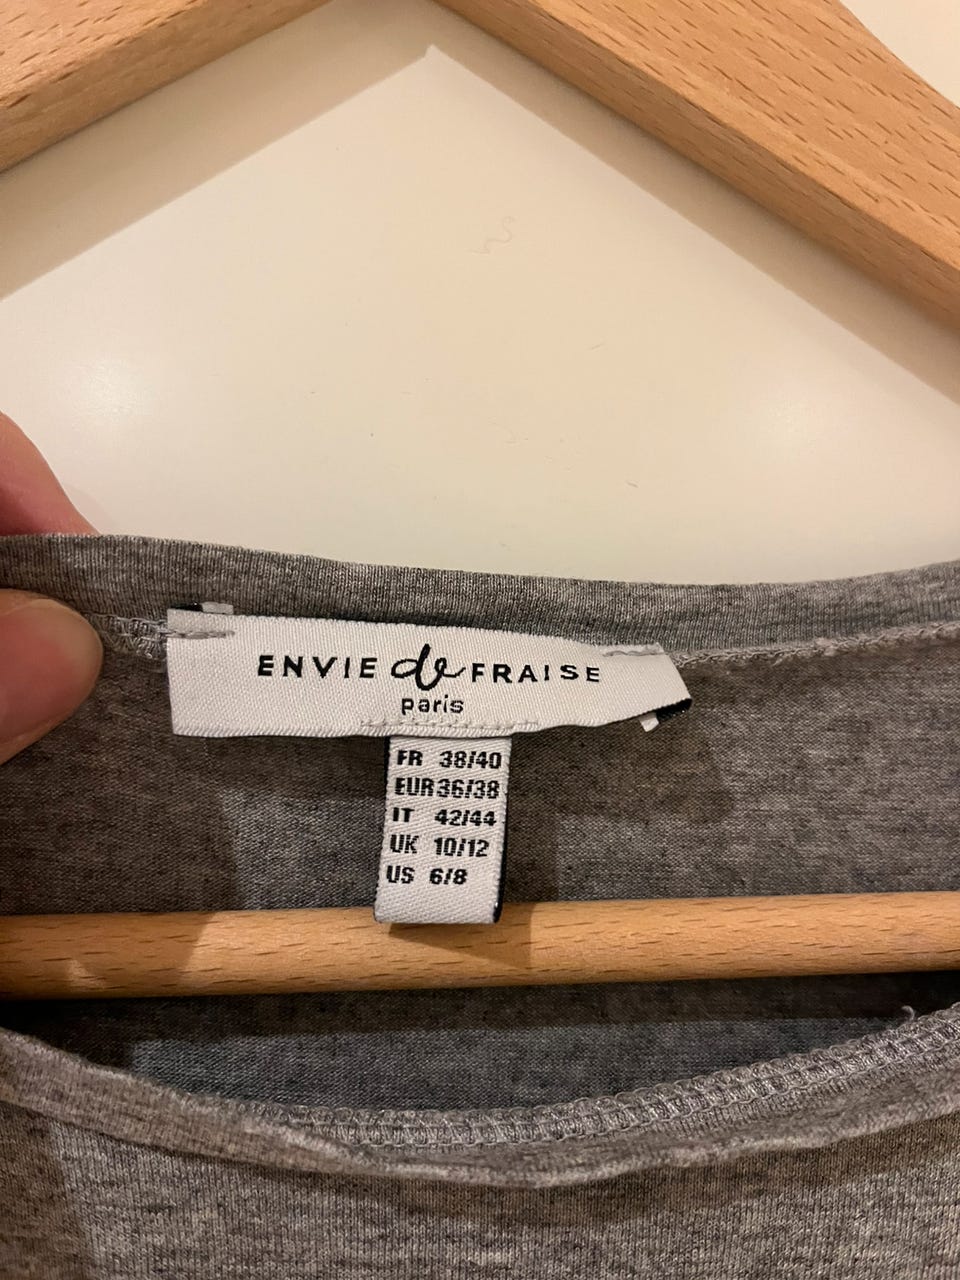 ENVIE de FRAISE
paris
FR 38/40
EUR 36/38
IT 42/44
UK 10/12
US 6/8